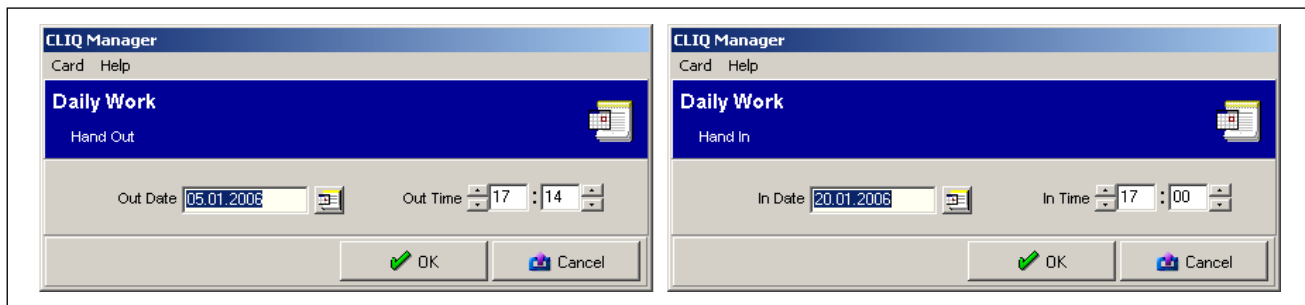 CLIQ Manager
Card Help
Daily Work
Hand Out
Out Date 05.01.2006 Out Time 17 : 14
OK Cancel
CLIQ Manager
Card Help
Daily Work
Hand In
In Date 20.01.2006 In Time 17 : 00
OK Cancel